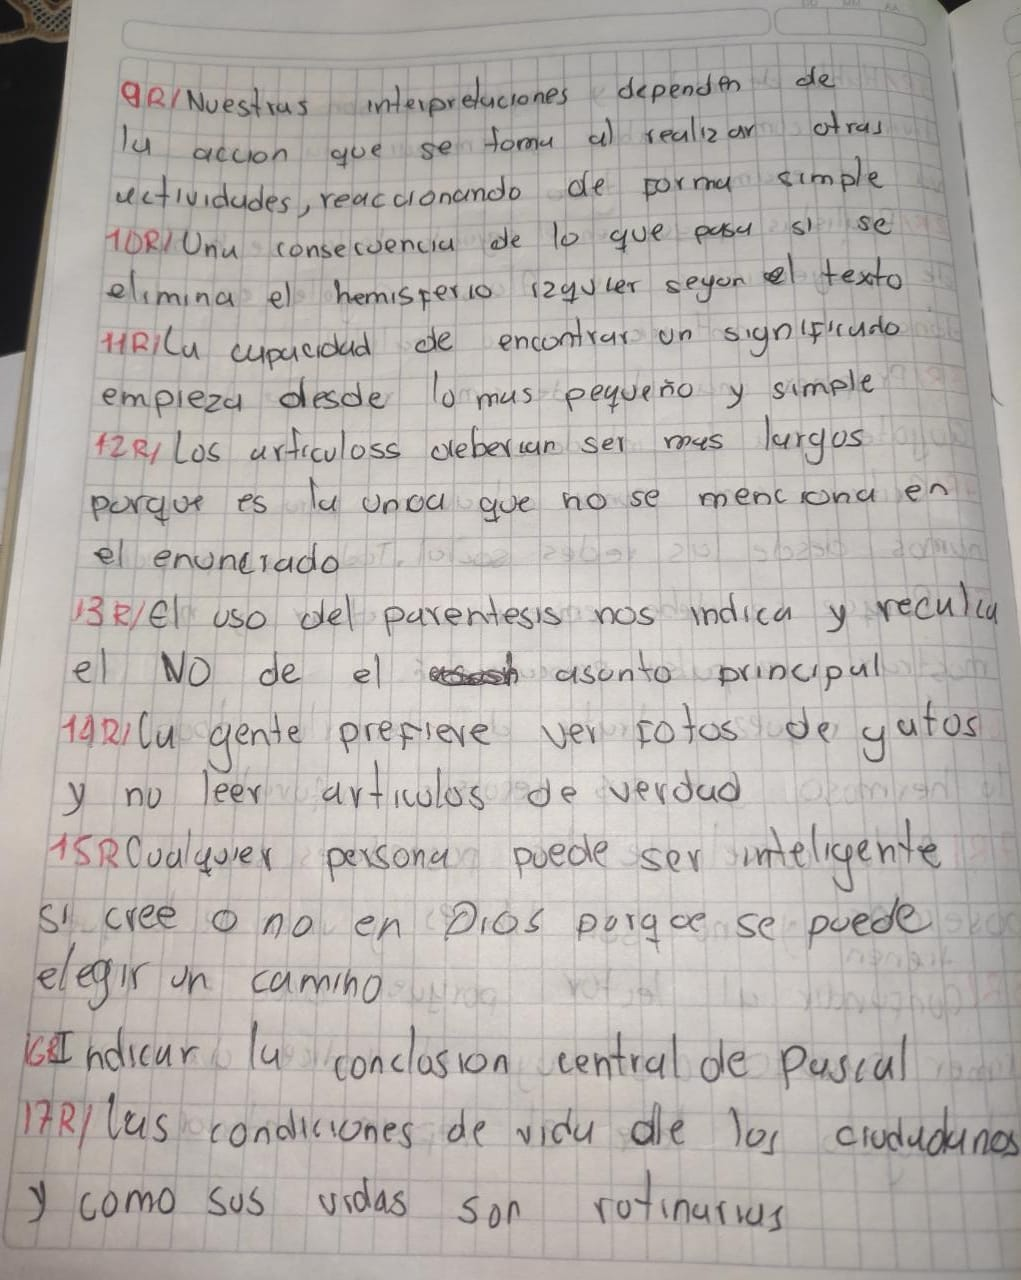 9R/Nuestras interpretaciones dependen de
la accion que se toma al realizar otras
actividades, reaccionando de forma simple
10R/Una consecuencia de lo que pasa si se
elimina el hemisferio izquier segun el texto
11R/La capacidad de encontrar un significado
empieza desde lo mas pequeño y simple
12R/Los articuloss deberian ser mas largos
porque es la unca que no se menciona en
el enunciado
13R/El uso del parentesis nos indica y recalca
el NO de el asunto principal
14R/La gente prefiere ver fotos de gatos
y no leer articulos de verdad
15R Cualquier persona puede ser inteligente
si cree o no en Dios porque se puede
elegir un camino
16R Indicar la conclusion central de Pascal
17R/las condiciones de vida de los ciudadanos
y como sus vidas son rutinarias